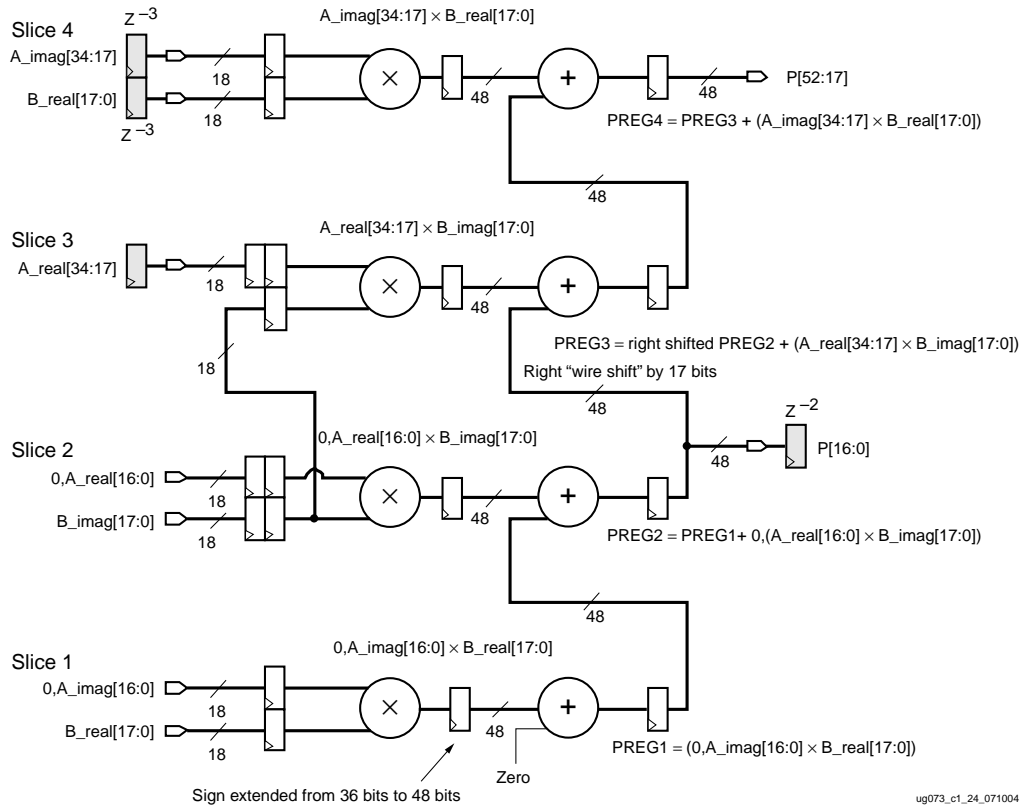 Slice 4
Z⁻³
A_imag[34:17] × B_real[17:0]
A_imag[34:17]
18
48
48
P[52:17]
B_real[17:0]
18
Z⁻³
PREG4 = PREG3 + (A_imag[34:17] × B_real[17:0])
48
Slice 3
A_real[34:17] × B_imag[17:0]
A_real[34:17]
18
48
18
PREG3 = right shifted PREG2 + (A_real[34:17] × B_imag[17:0])
Right “wire shift” by 17 bits
48
Z⁻²
Slice 2
0,A_real[16:0] × B_imag[17:0]
48
P[16:0]
0,A_real[16:0]
18
48
B_imag[17:0]
18
PREG2 = PREG1+ 0,(A_real[16:0] × B_imag[17:0])
48
Slice 1
0,A_imag[16:0] × B_real[17:0]
0,A_imag[16:0]
18
48
B_real[17:0]
18
PREG1 = (0,A_imag[16:0] × B_real[17:0])
Zero
Sign extended from 36 bits to 48 bits
ug073_c1_24_071004